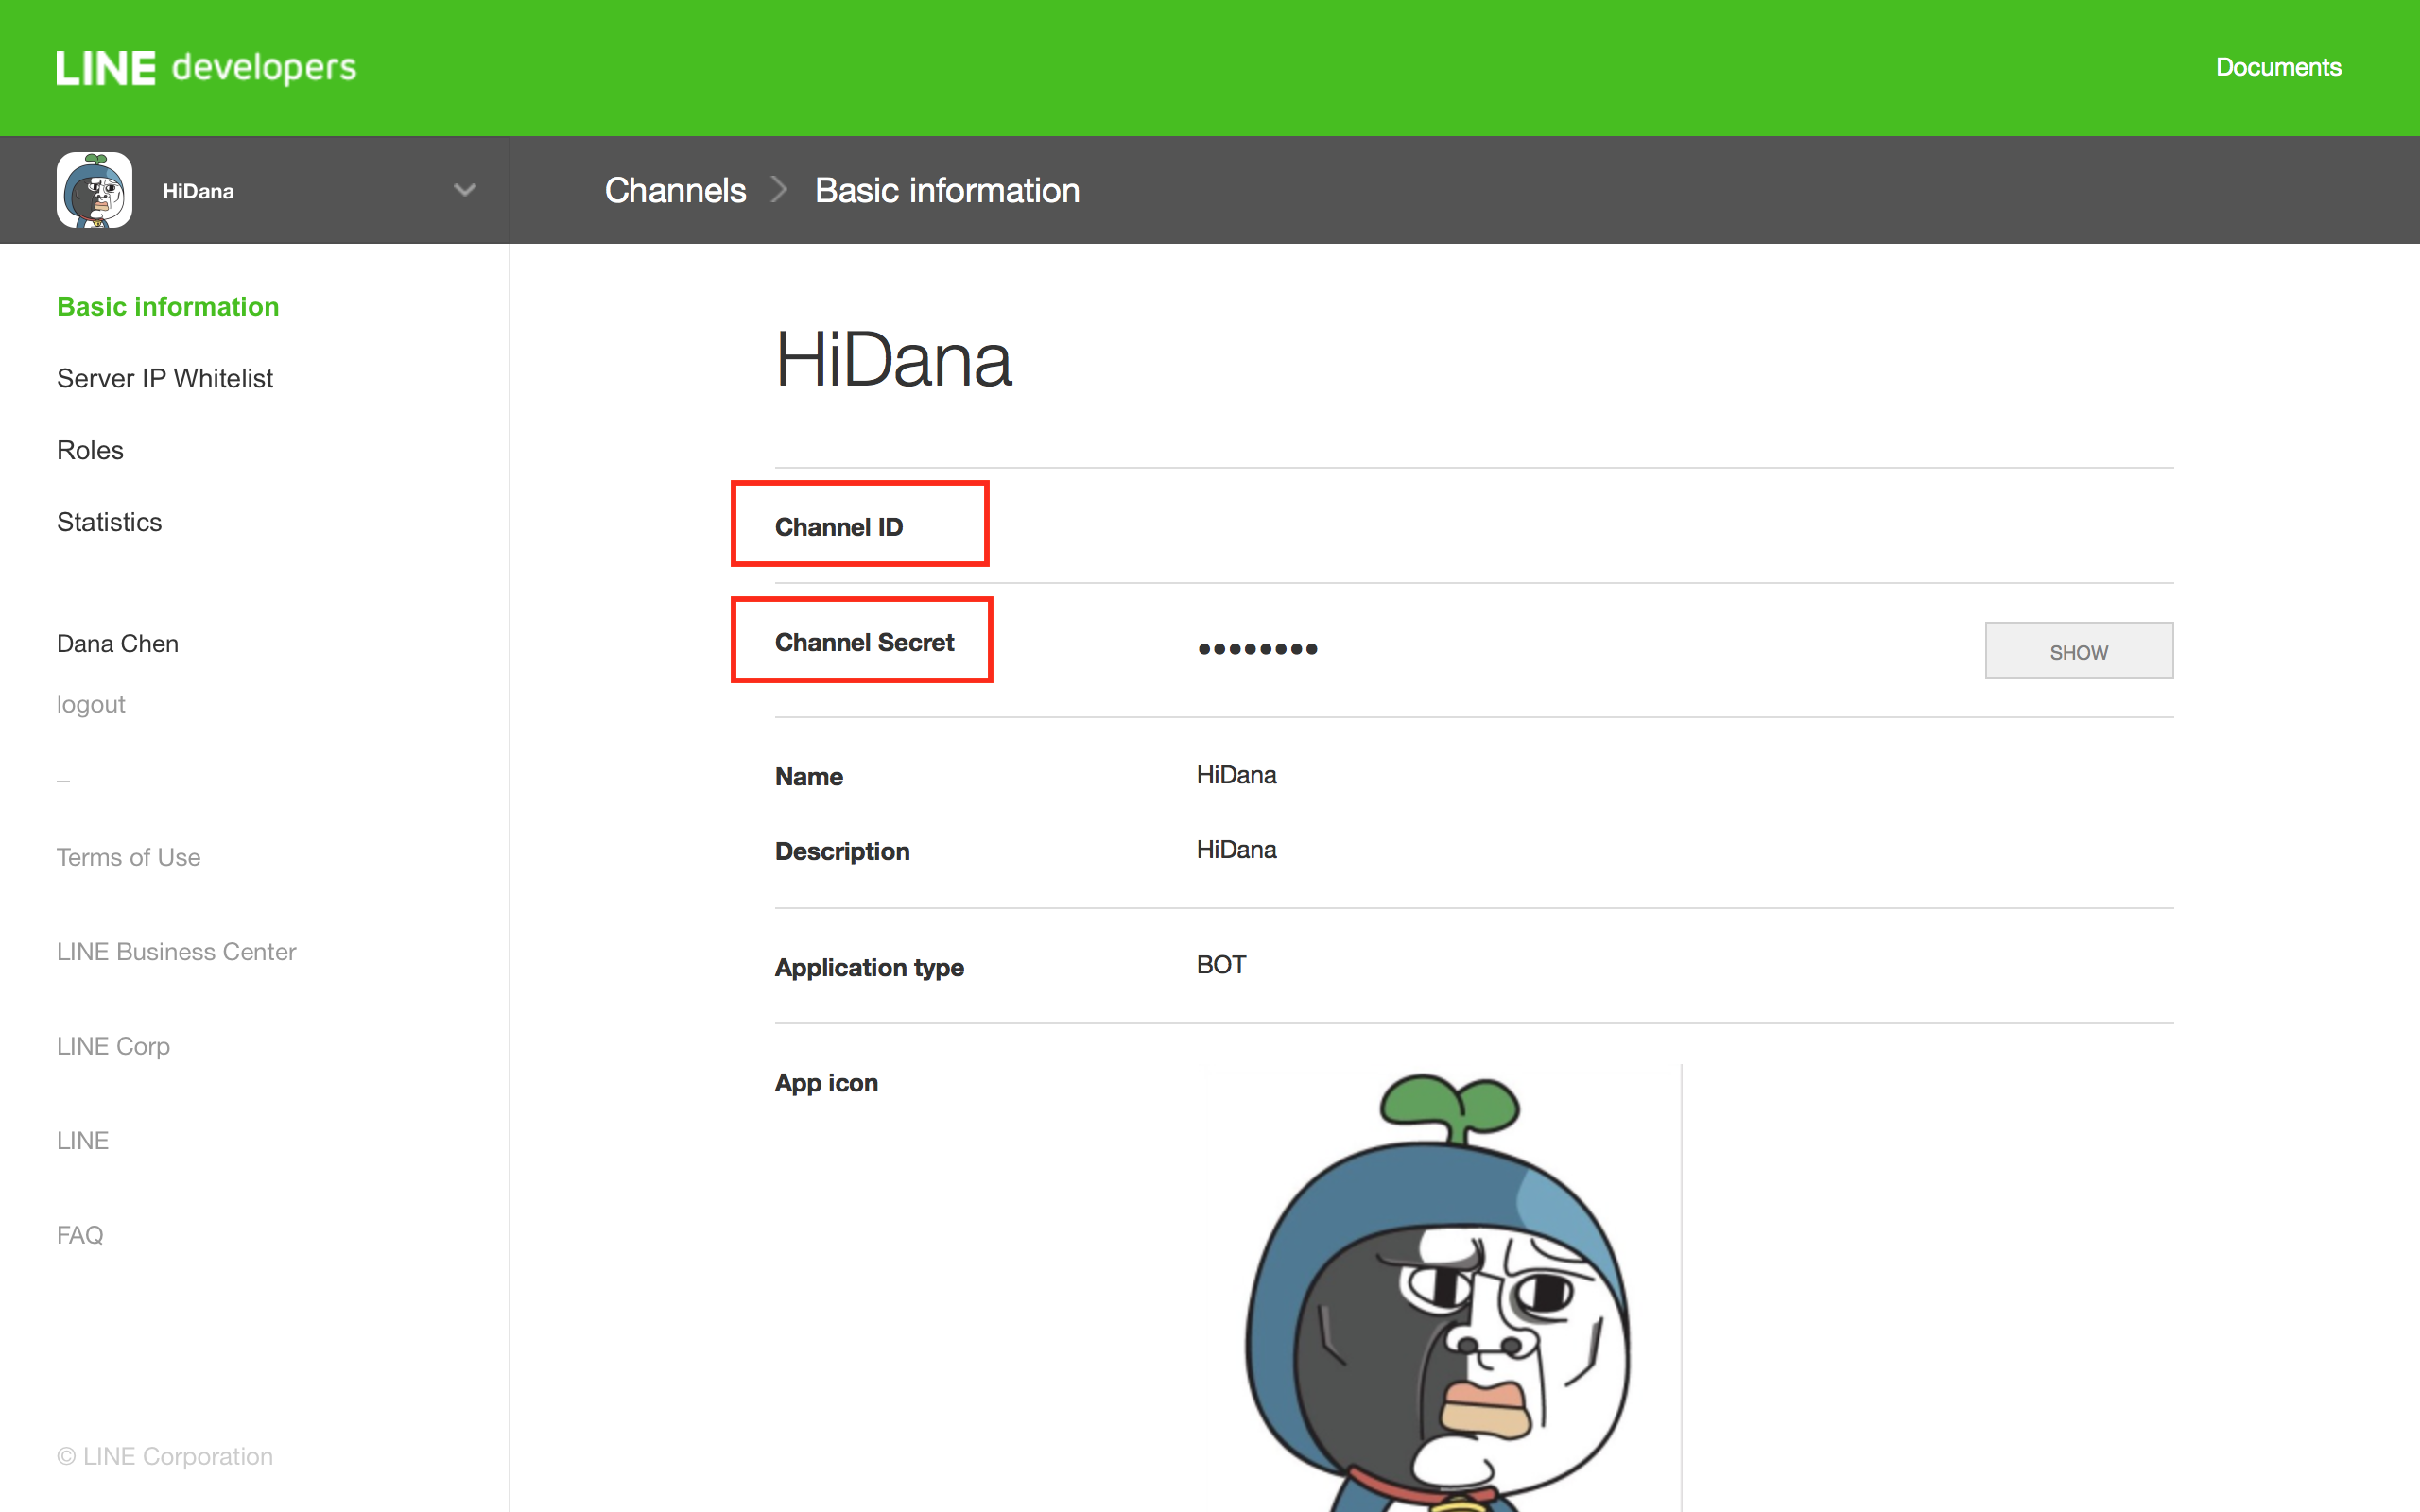 LINE developers
Documents
HiDana
Channels
Basic information
Basic information
Server IP Whitelist
Roles
Statistics
Dana Chen
logout
–
Terms of Use
LINE Business Center
LINE Corp
LINE
FAQ
© LINE Corporation
HiDana
Channel ID
Channel Secret ●●●●●●●● SHOW
Name HiDana
Description HiDana
Application type BOT
App icon